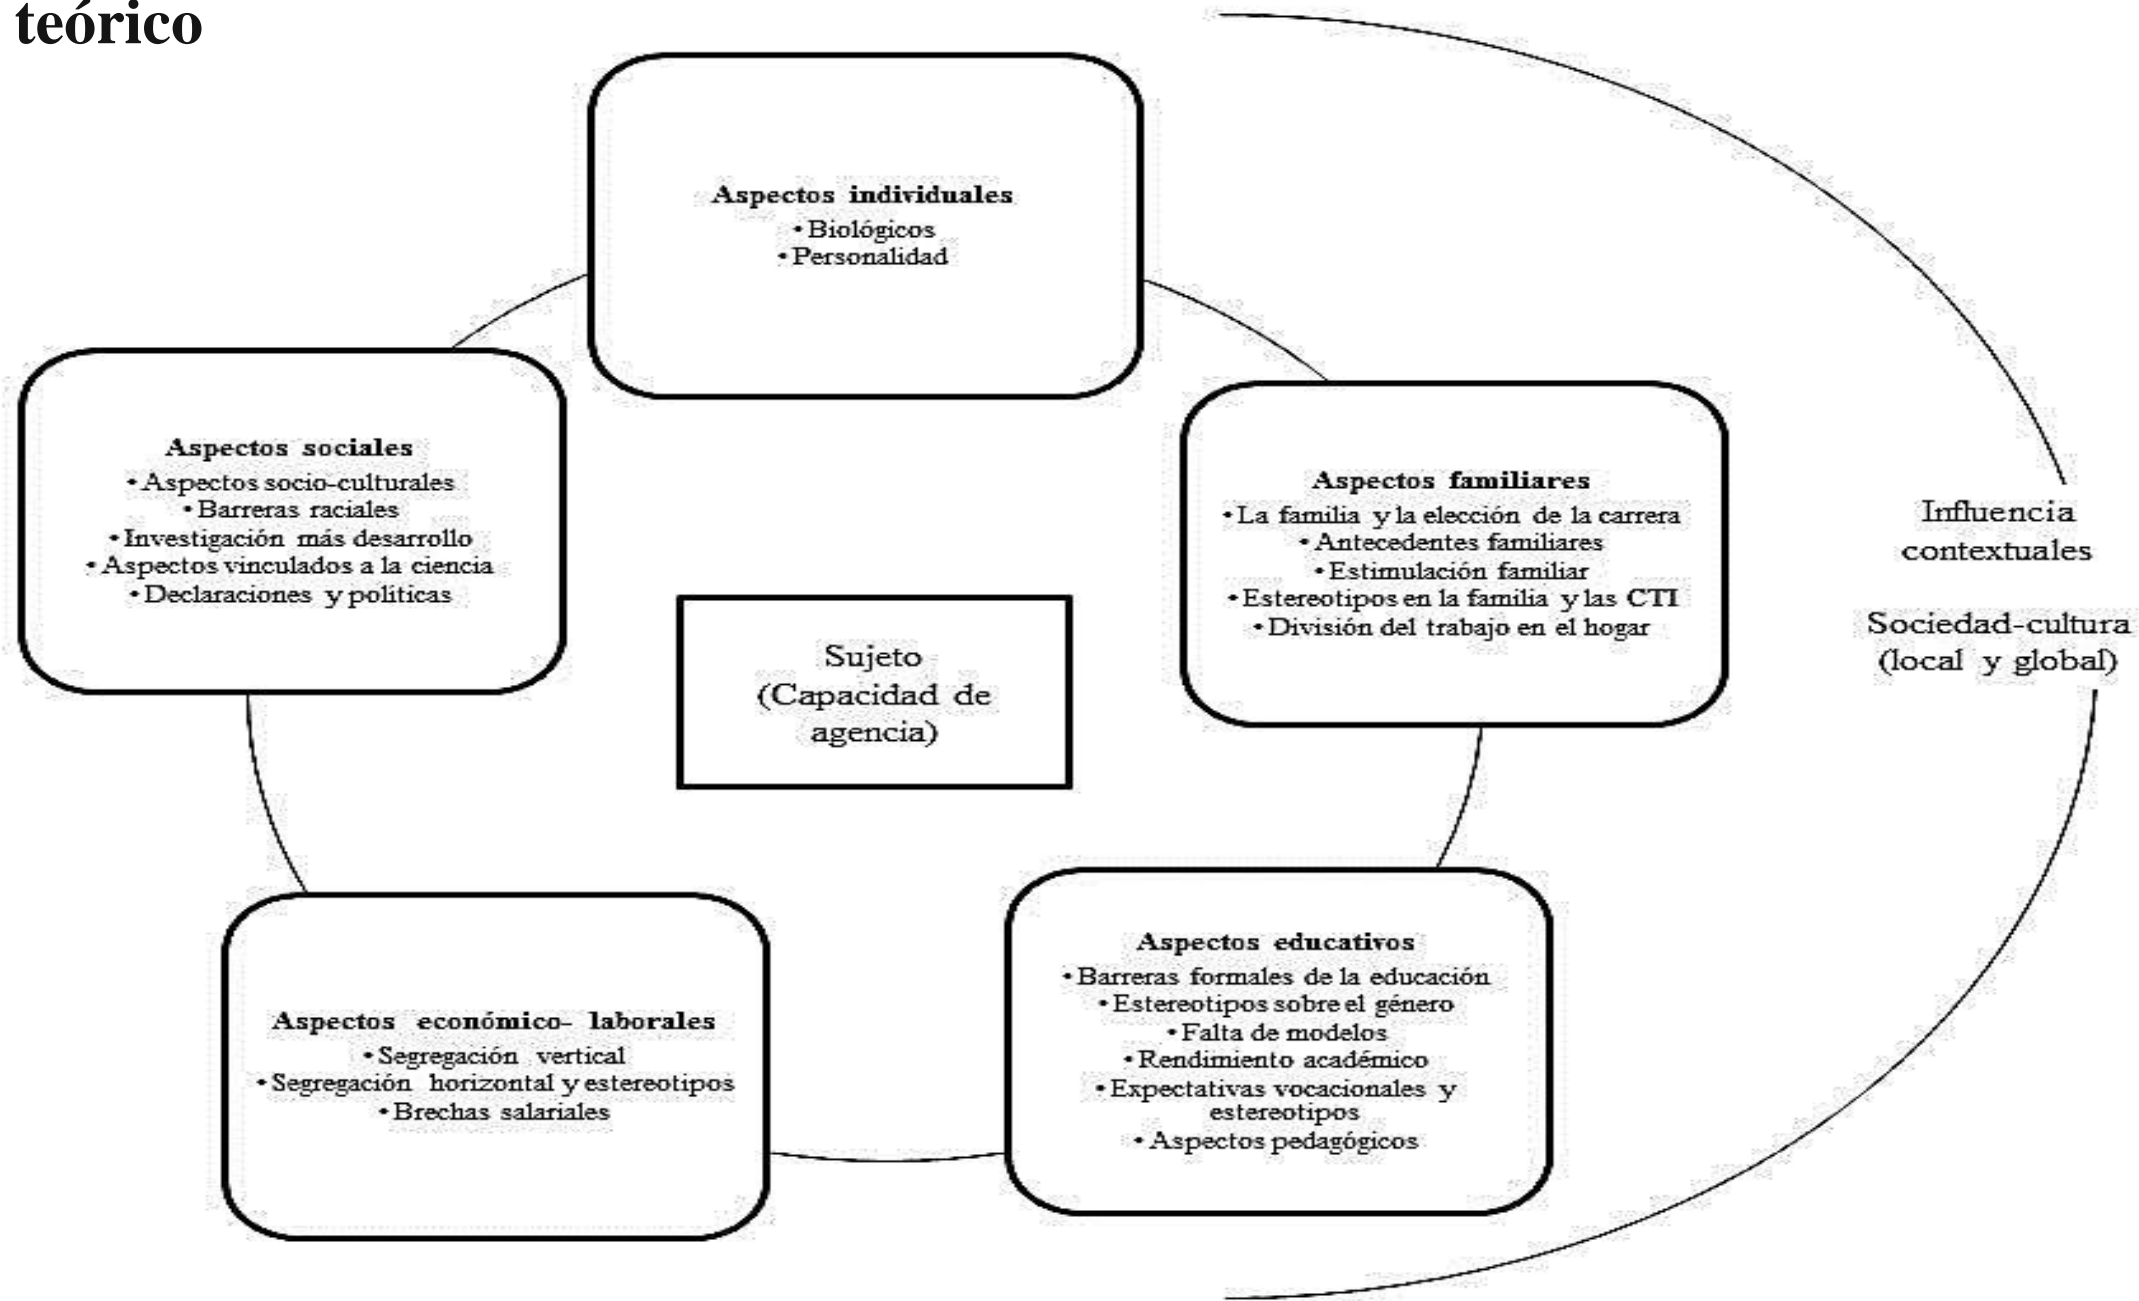 teórico
Aspectos individuales
• Biológicos
• Personalidad
Aspectos sociales
• Aspectos socio-culturales
• Barreras raciales
• Investigación más desarrollo
• Aspectos vinculados a la ciencia
• Declaraciones y políticas
Aspectos familiares
• La familia y la elección de la carrera
• Antecedentes familiares
• Estimulación familiar
• Estereotipos en la familia y las CTI
• División del trabajo en el hogar
Influencia
contextuales
Sociedad-cultura
(local y global)
Sujeto
(Capacidad de
agencia)
Aspectos económico- laborales
• Segregación vertical
• Segregación horizontal y estereotipos
• Brechas salariales
Aspectos educativos
• Barreras formales de la educación
• Estereotipos sobre el género
• Falta de modelos
• Rendimiento académico
• Expectativas vocacionales y
estereotipos
• Aspectos pedagógicos